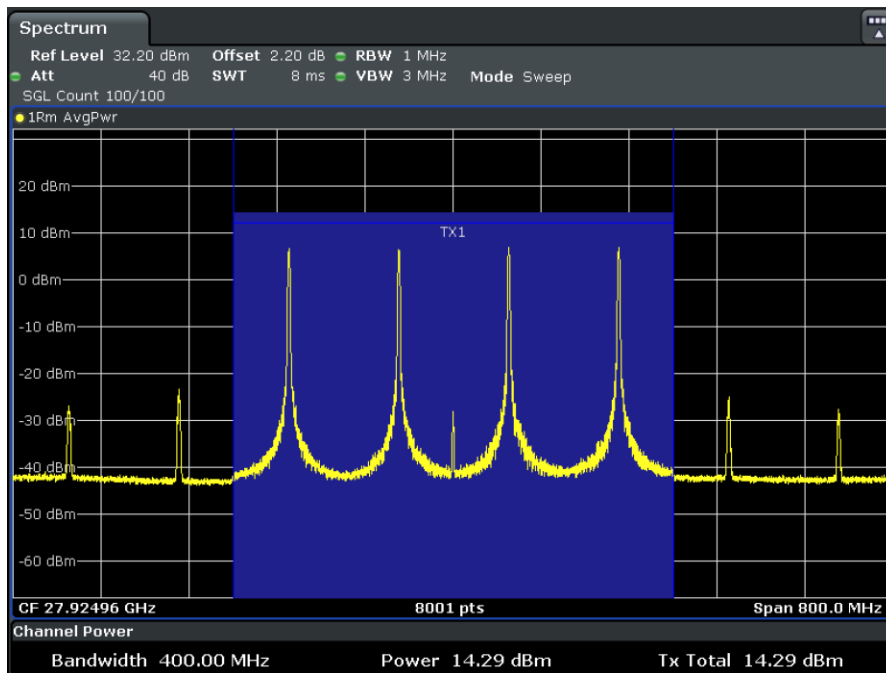 Spectrum
Ref Level 32.20 dBm Offset 2.20 dB RBW 1 MHz
Att 40 dB SWT 8 ms VBW 3 MHz Mode Sweep
SGL Count 100/100
1Rm AvgPwr
20 dBm
TX1
10 dBm
0 dBm
-10 dBm
-20 dBm
-30 dBm
-40 dBm
-50 dBm
-60 dBm
CF 27.92496 GHz 8001 pts Span 800.0 MHz
Channel Power
Bandwidth 400.00 MHz Power 14.29 dBm Tx Total 14.29 dBm